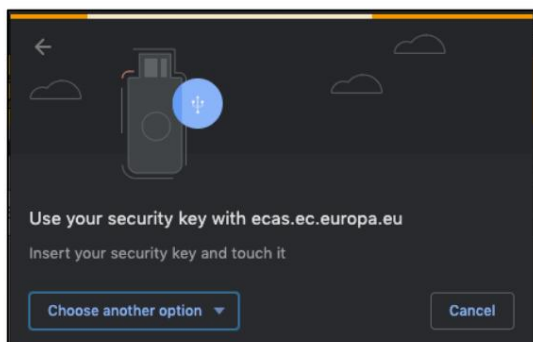 Use your security key with ecas.ec.europa.eu
Insert your security key and touch it
Choose another option
Cancel